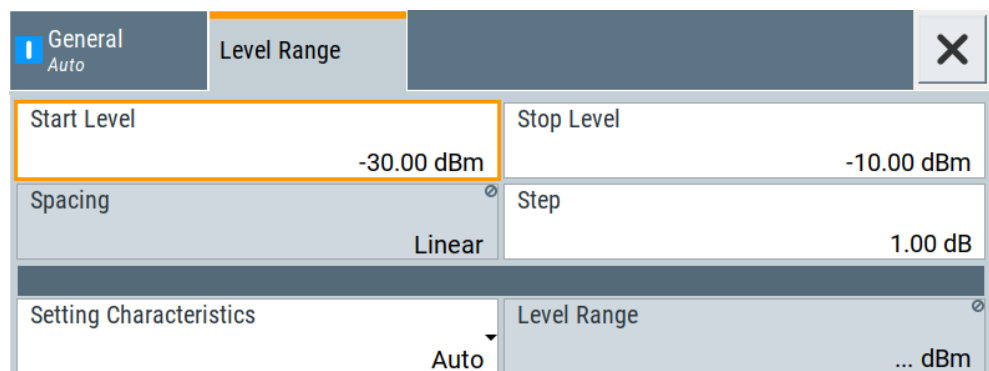 General
Auto
Level Range
Start Level
-30.00 dBm
Stop Level
-10.00 dBm
Spacing
Linear
Step
1.00 dB
Setting Characteristics
Auto
Level Range
... dBm